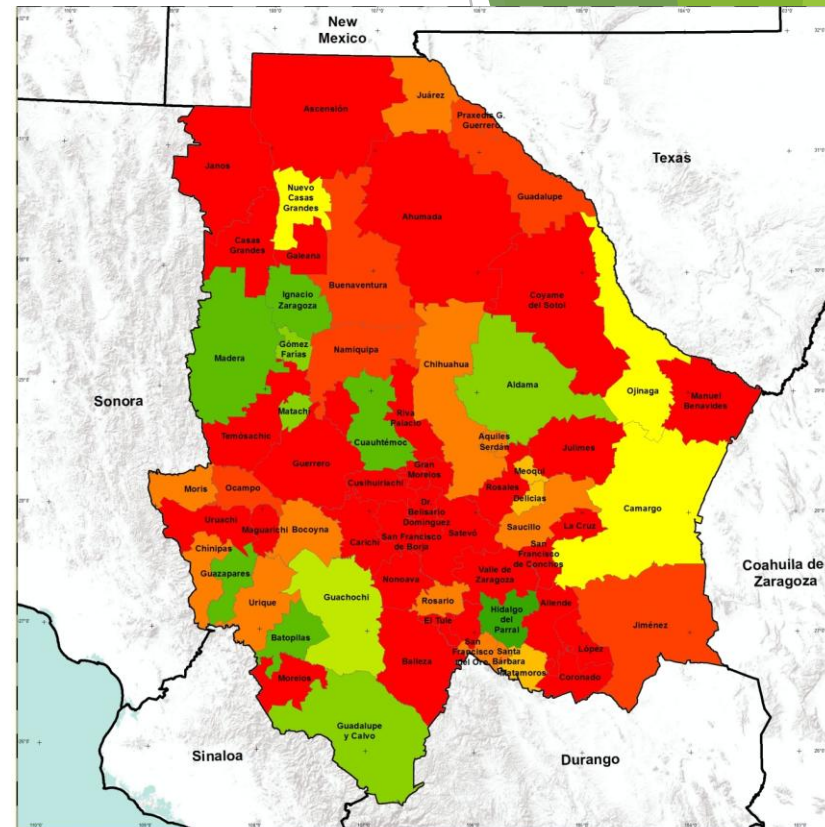 New
Mexico
Juárez
Ascensión
Praxedis G.
Guerrero
Texas
Janos
Nuevo
Casas
Grandes
Guadalupe
Ahumada
Casas
Grandes
Galeana
Buenaventura
Coyame
del Sotol
Ignacio
Zaragoza
Gómez
Farías
Namiquipa
Madera
Chihuahua
Aldama
Ojinaga
Manuel
Benavides
Sonora
Matachí
Riva
Palacio
Cuauhtémoc
Temósachic
Aquiles
Serdán
Julimes
Guerrero
Gran
Morelos
Meoqui
Cusihuiriachi
Rosales
Delicias
Moris
Ocampo
Camargo
Dr
Belisario
Domínguez
Uruachi
Maguarichi
Bocoyna
Saucillo
La Cruz
Carichí
San Francisco
de Borja
Satevó
San
Francisco
de Conchos
Chínipas
Guazapares
Coahuila de
Zaragoza
Nonoava
Valle de
Zaragoza
Urique
Guachochi
Rosario
Hidalgo
del
Parral
Allende
Jiménez
El Tule
Batopilas
San
Francisco
del Oro
Santa
Bárbara
López
Balleza
Matamoros
Coronado
Morelos
Guadalupe
y Calvo
Sinaloa
Durango